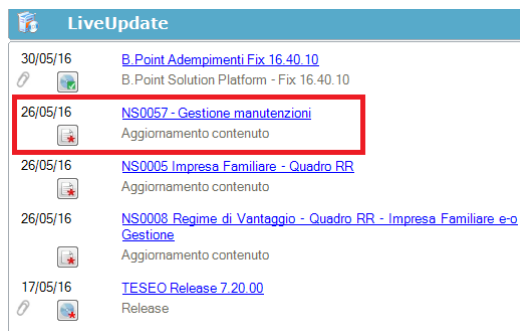 LiveUpdate
30/05/16 B.Point Adempimenti Fix 16.40.10
B.Point Solution Platform - Fix 16.40.10
26/05/16 NS0057 - Gestione manutenzioni
Aggiornamento contenuto
26/05/16 NS0005 Impresa Familiare - Quadro RR
Aggiornamento contenuto
26/05/16 NS0008 Regime di Vantaggio - Quadro RR - Impresa Familiare e-o
Gestione
Aggiornamento contenuto
17/05/16 TESEO Release 7.20.00
Release